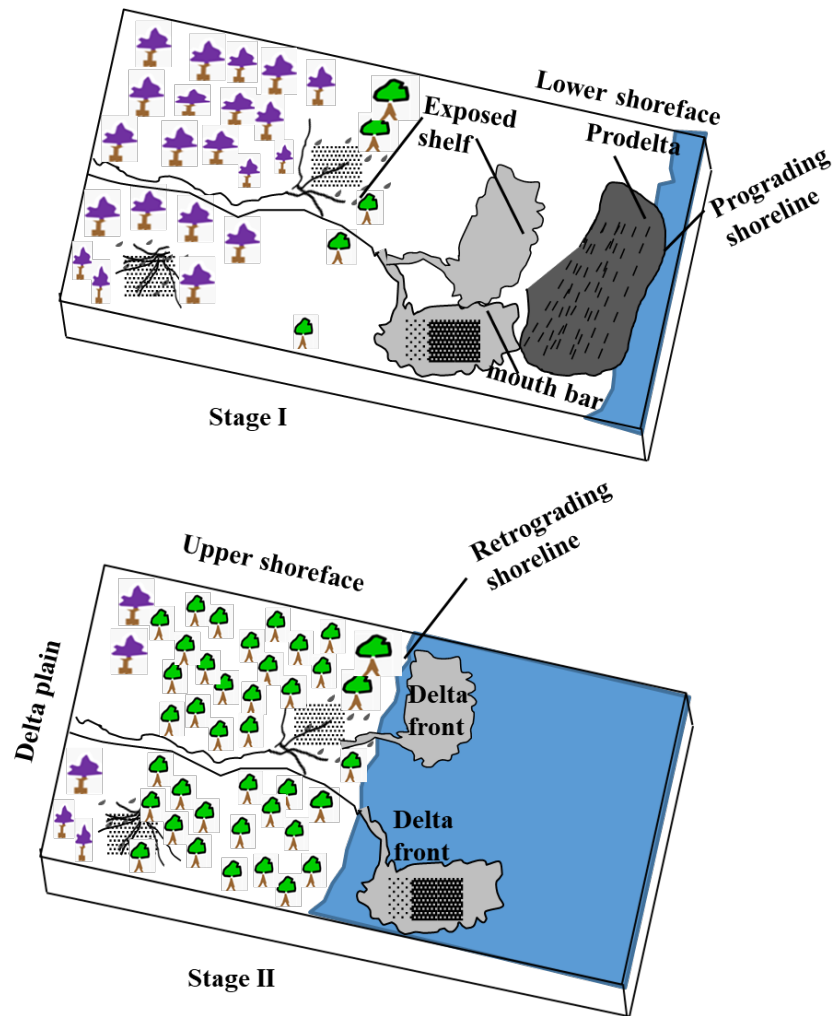 Lower shoreface
Exposed
shelf
Prodelta
Prograding
shoreline
mouth bar
Stage I
Retrograding
shoreline
Upper shoreface
Delta plain
Delta
front
Delta
front
Stage II